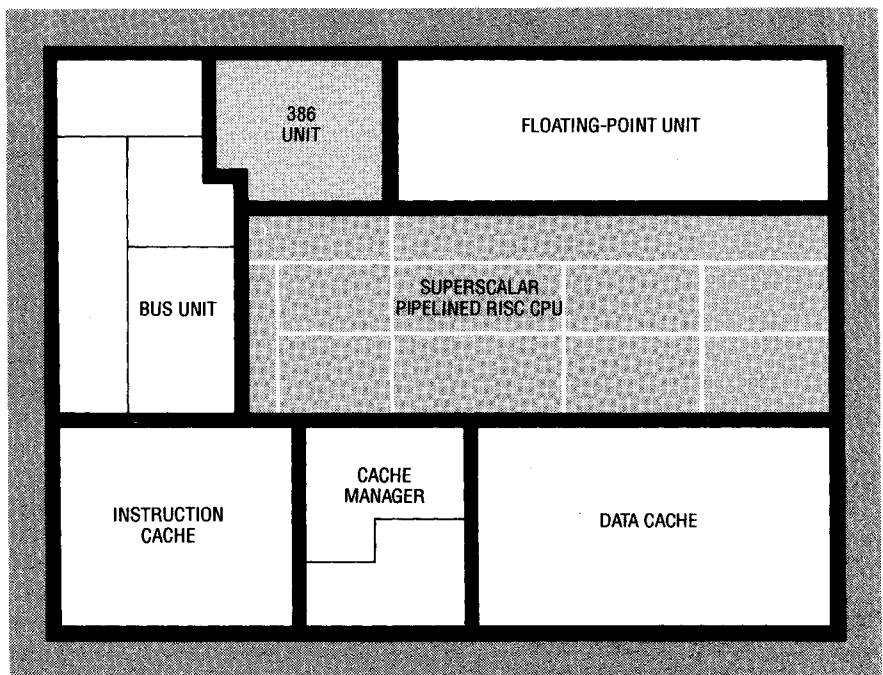 386
UNIT
FLOATING-POINT UNIT
SUPERSCALAR
PIPELINED RISC CPU
BUS UNIT
INSTRUCTION
CACHE
CACHE
MANAGER
DATA CACHE